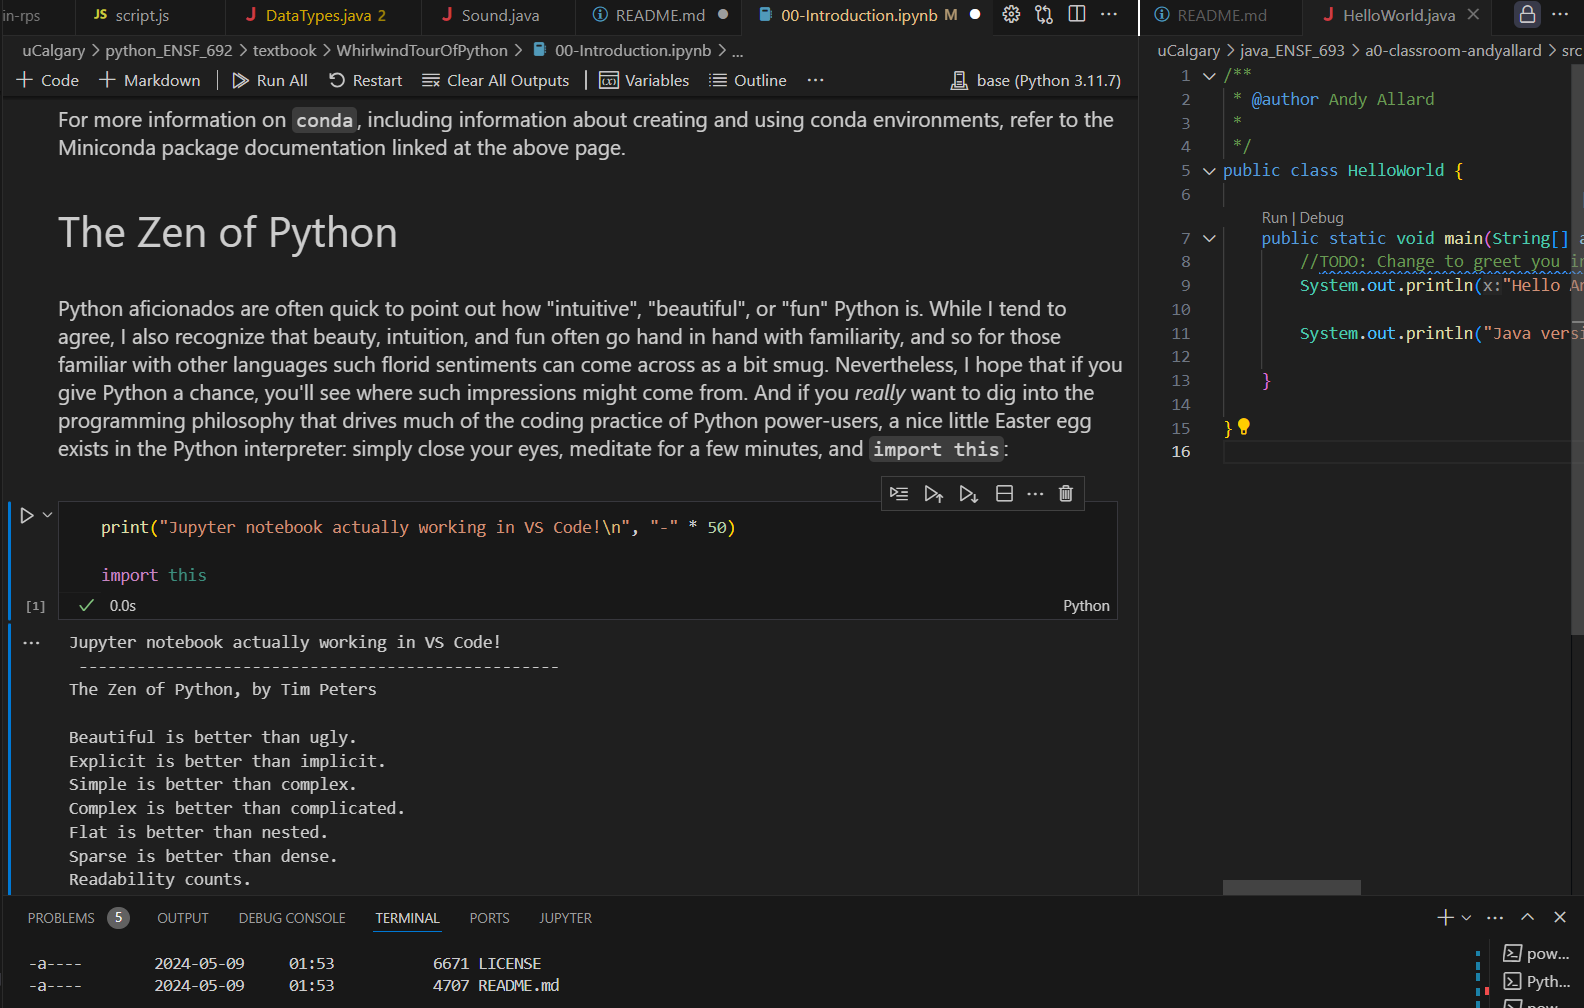 in-rps
JS script.js
J DataTypes.java 2
J Sound.java
README.md
00-Introduction.ipynb M
README.md
J HelloWorld.java
uCalgary > python_ENSF_692 > textbook > WhirlwindTourOfPython > 00-Introduction.ipynb > ...
uCalgary > java_ENSF_693 > a0-classroom-andyallard > src
Code
Markdown
Run All
Restart
Clear All Outputs
Variables
Outline
...
base (Python 3.11.7)
For more information on conda, including information about creating and using conda environments, refer to the
Miniconda package documentation linked at the above page.
The Zen of Python
Python aficionados are often quick to point out how "intuitive", "beautiful", or "fun" Python is. While I tend to
agree, I also recognize that beauty, intuition, and fun often go hand in hand with familiarity, and so for those
familiar with other languages such florid sentiments can come across as a bit smug. Nevertheless, I hope that if you
give Python a chance, you'll see where such impressions might come from. And if you really want to dig into the
programming philosophy that drives much of the coding practice of Python power-users, a nice little Easter egg
exists in the Python interpreter: simply close your eyes, meditate for a few minutes, and import this:
print("Jupyter notebook actually working in VS Code!\n", "-" * 50)
import this
[1]
0.0s
Python
Jupyter notebook actually working in VS Code!
--------------------------------------------------
The Zen of Python, by Tim Peters
Beautiful is better than ugly.
Explicit is better than implicit.
Simple is better than complex.
Complex is better than complicated.
Flat is better than nested.
Sparse is better than dense.
Readability counts.
1 /**
2 * @author Andy Allard
3 *
4 */
5 public class HelloWorld {
6
Run | Debug
7 public static void main(String[] a
8 //TODO: Change to greet you in
9 System.out.println(x:"Hello An
10
11 System.out.println("Java versi
12
13 }
14
15 }
16
PROBLEMS 5
OUTPUT
DEBUG CONSOLE
TERMINAL
PORTS
JUPYTER
-a---- 2024-05-09 01:53 6671 LICENSE
-a---- 2024-05-09 01:53 4707 README.md
pow...
Pyth...